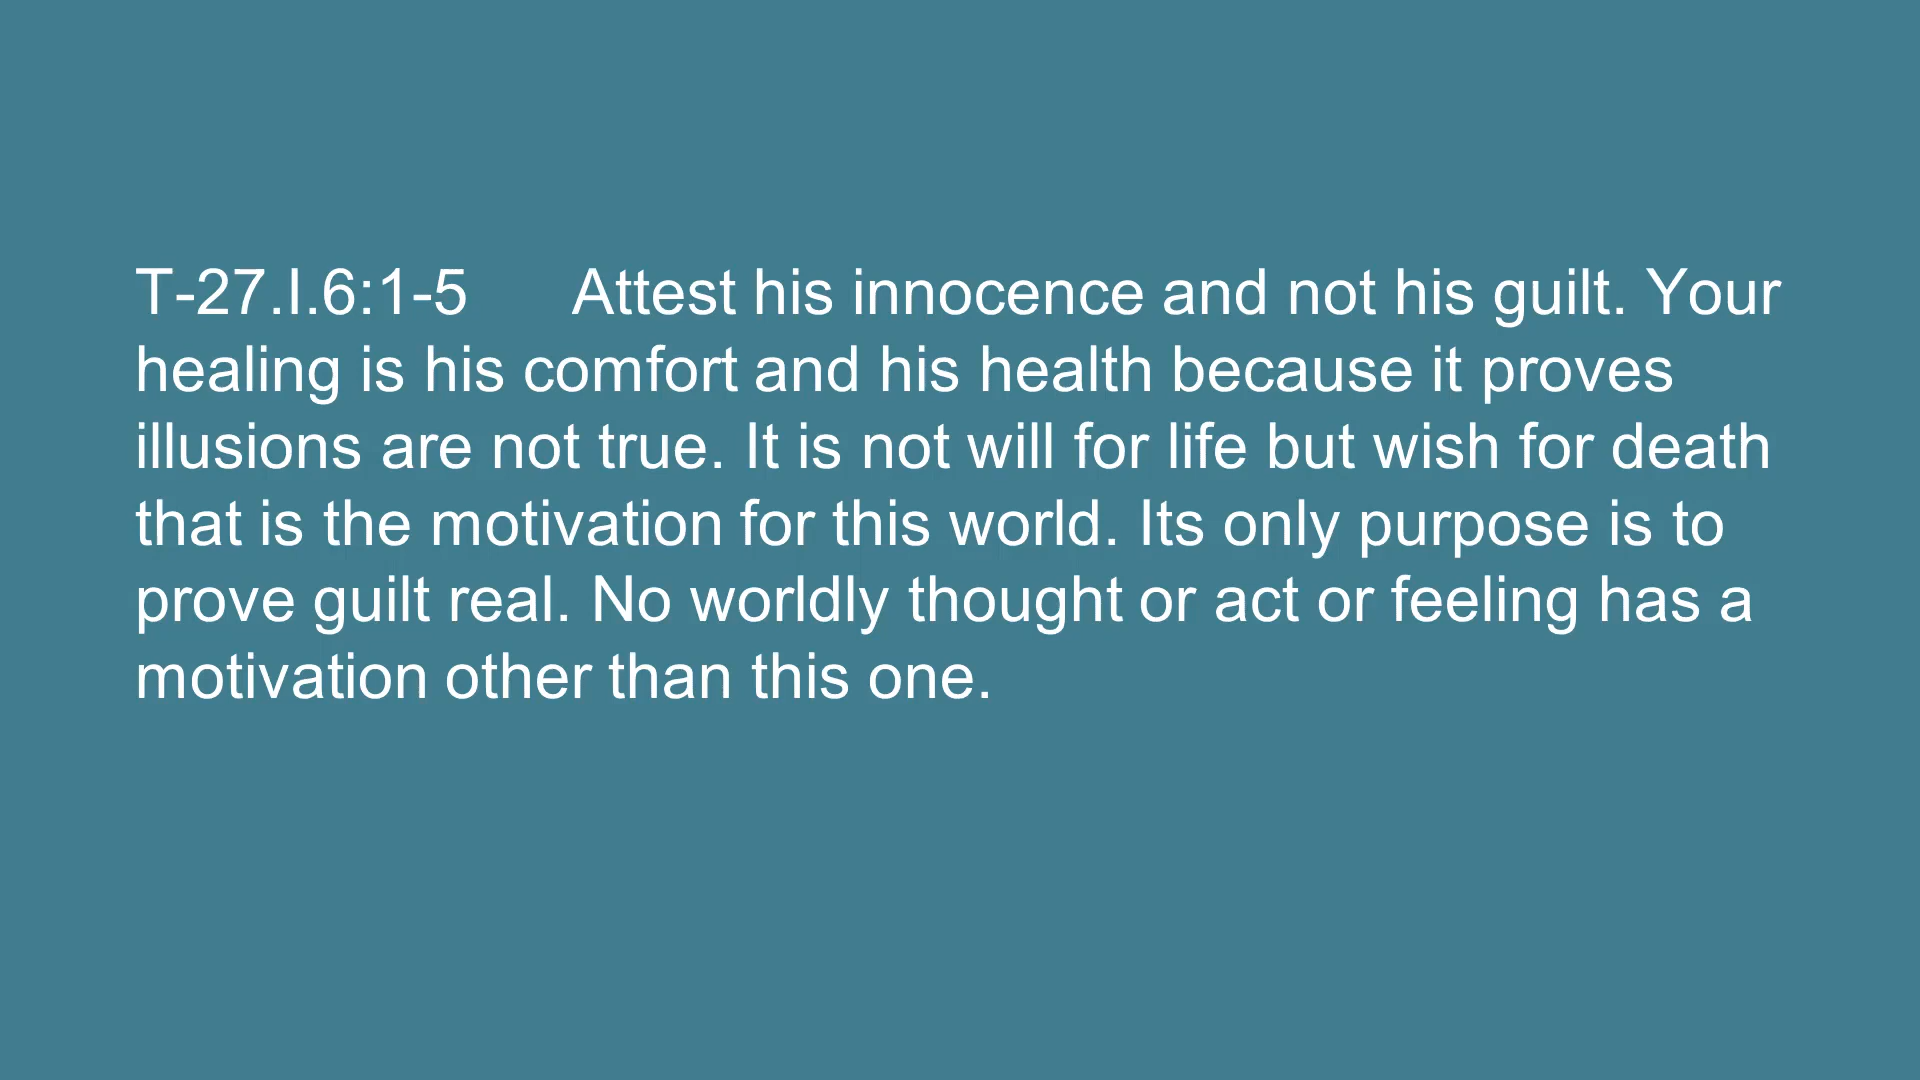 T-27.I.6:1-5 Attest his innocence and not his guilt. Your
healing is his comfort and his health because it proves
illusions are not true. It is not will for life but wish for death
that is the motivation for this world. Its only purpose is to
prove guilt real. No worldly thought or act or feeling has a
motivation other than this one.